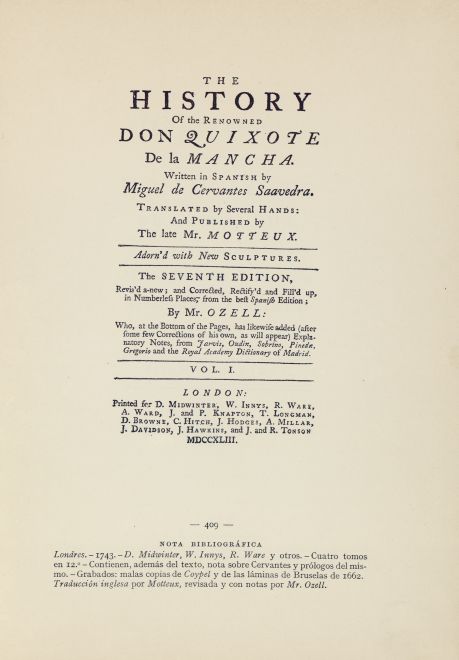 THE
HISTORY
Of the RENOWNED
DON QUIXOTE
De la MANCHA.
Written in SPANISH by
Miguel de Cervantes Saavedra.
TRANSLATED by Several HANDS:
And PUBLISHED by
The late Mr. MOTTEUX.
Adorn'd with New SCULPTURES.
The SEVENTH EDITION,
Revis'd a-new; and Corrected, Rectify'd and Fill'd up,
in Numberleſs Places, from the beſt Spaniſh Edition;
By Mr. OZELL:
Who, at the Bottom of the Pages, has likewiſe added (after
ſome few Corrections of his own, as will appear) Expla-
natory Notes, from Jarvis, Oudin, Sobrino, Pineda,
Gregorio and the Royal Academy Dictionary of Madrid.
VOL. I.
LONDON:
Printed for D. MIDWINTER, W. INNYS, R. WARE,
A. WARD, J. and P. KNAPTON, T. LONGMAN,
D. BROWNE, C. HITCH, J. HODGES, A. MILLAR,
J. DAVIDSON, J. HAWKINS, and J. and R. TONSON
MDCCXLIII.
— 409 —
NOTA BIBLIOGRÁFICA
Londres. – 1743. – D. Midwinter, W. Innys, R. Ware y otros. – Cuatro tomos
en 12.º – Contienen, además del texto, nota sobre Cervantes y prólogos del mis-
mo. – Grabados: malas copias de Coypel y de las láminas de Bruselas de 1662.
Traducción inglesa por Motteux, revisada y con notas por Mr. Ozell.